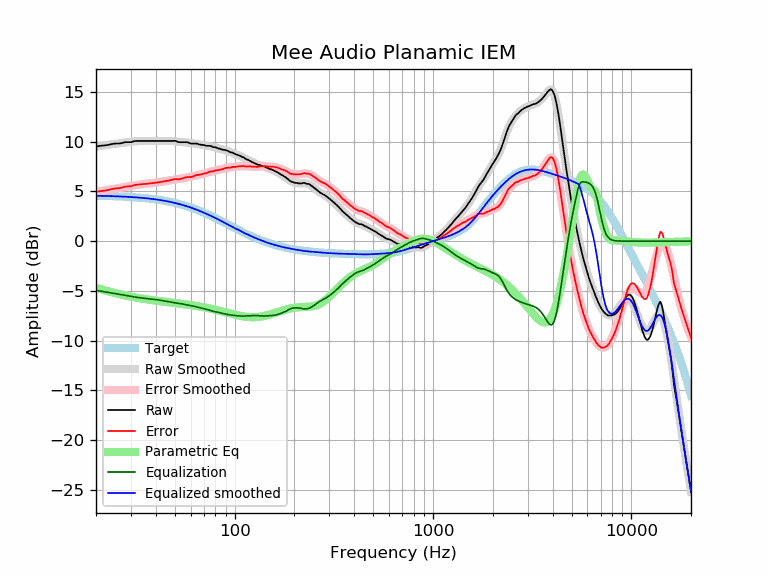 Mee Audio Planamic IEM
Amplitude (dBr)
15
10
5
0
−5
−10
−15
−20
−25
Target
Raw Smoothed
Error Smoothed
Raw
Error
Parametric Eq
Equalization
Equalized smoothed
100 1000 10000
Frequency (Hz)